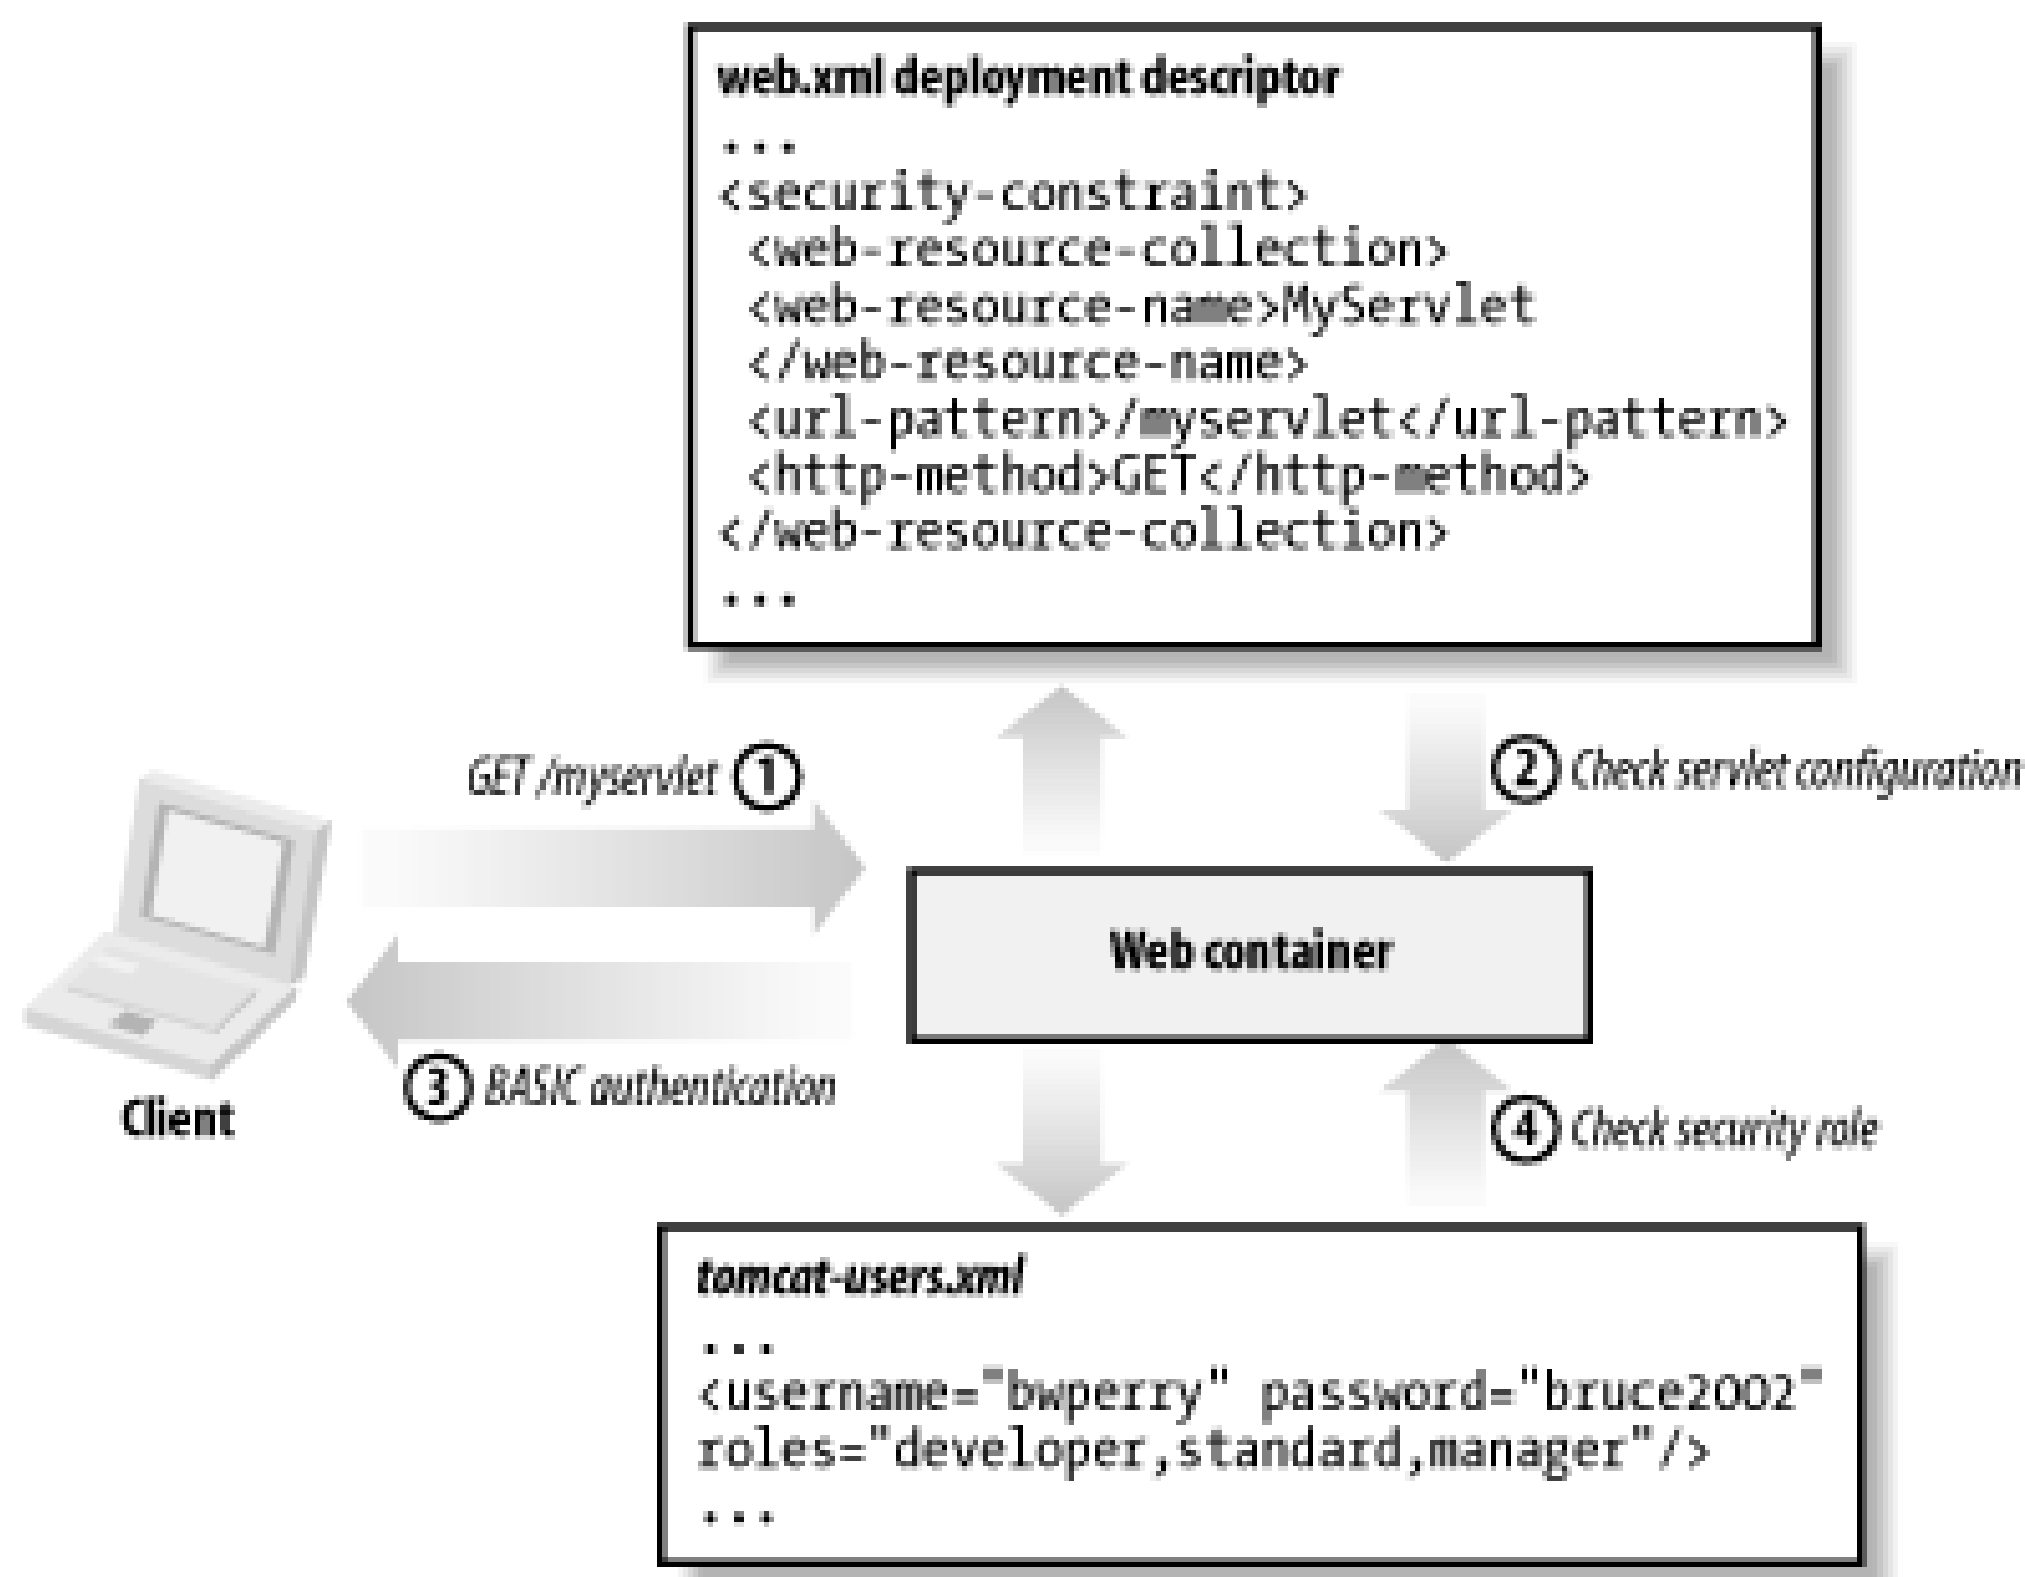 web.xml deployment descriptor
...
<security-constraint>
<web-resource-collection>
<web-resource-name>MyServlet
</web-resource-name>
<url-pattern>/myservlet</url-pattern>
<http-method>GET</http-method>
</web-resource-collection>
...
GET /myservlet 1
2 Check servlet configuration
Web container
3 BASIC authentication
Client
4 Check security role
tomcat-users.xml
...
<username="bwperry" password="bruce2002"
roles="developer,standard,manager"/>
...